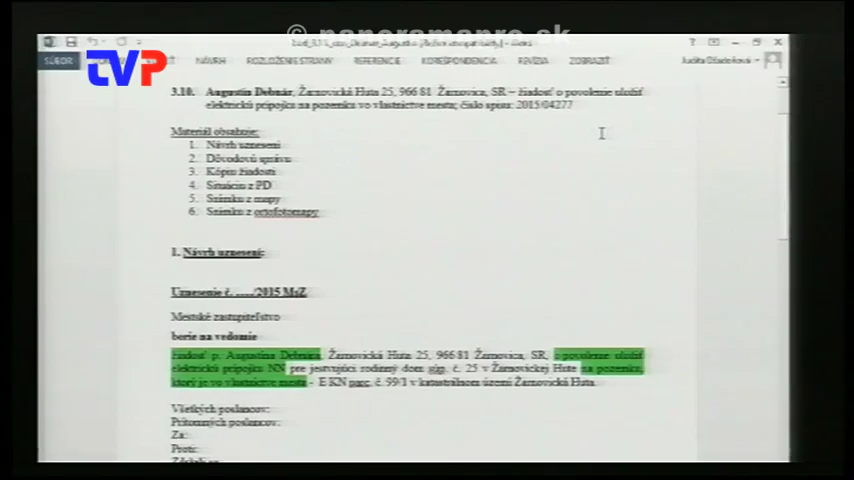 © panoramapro.sk
TVP
SÚBOR NÁVRH ROZLOŽENIE STRANY REFERENCIE KOREŠPONDENCIA REVÍZIA ZOBRAZIŤ Judita
3.10. Augustín Debnár, Žarnovická Huta 25, 966 81 Žarnovica, SR – žiadosť o povolenie uložiť
elektrickú prípojku na pozemku vo vlastníctve mesta; číslo spisu: 2015/04277
Materiál obsahuje:
1. Návrh uznesení
2. Dôvodovú správu
3. Kópiu žiadosti
4. Situáciu z PD
5. Snímku z mapy
6. Snímku z ortofotomapy
1. Návrh uznesení:
Uznesenie č. ..../2015 MsZ
Mestské zastupiteľstvo
berie na vedomie
žiadosť p. Augustína Debnára, Žarnovická Huta 25, 966 81 Žarnovica, SR, o povolenie uložiť
elektrickú prípojku NN pre jestvujúci rodinný dom súp. č. 25 v Žarnovickej Hute na pozemku,
ktorý je vo vlastníctve mesta - E KN parc. č. 99/1 v katastrálnom území Žarnovická Huta.
Všetkých poslancov:
Prítomných poslancov:
Za:
Proti: